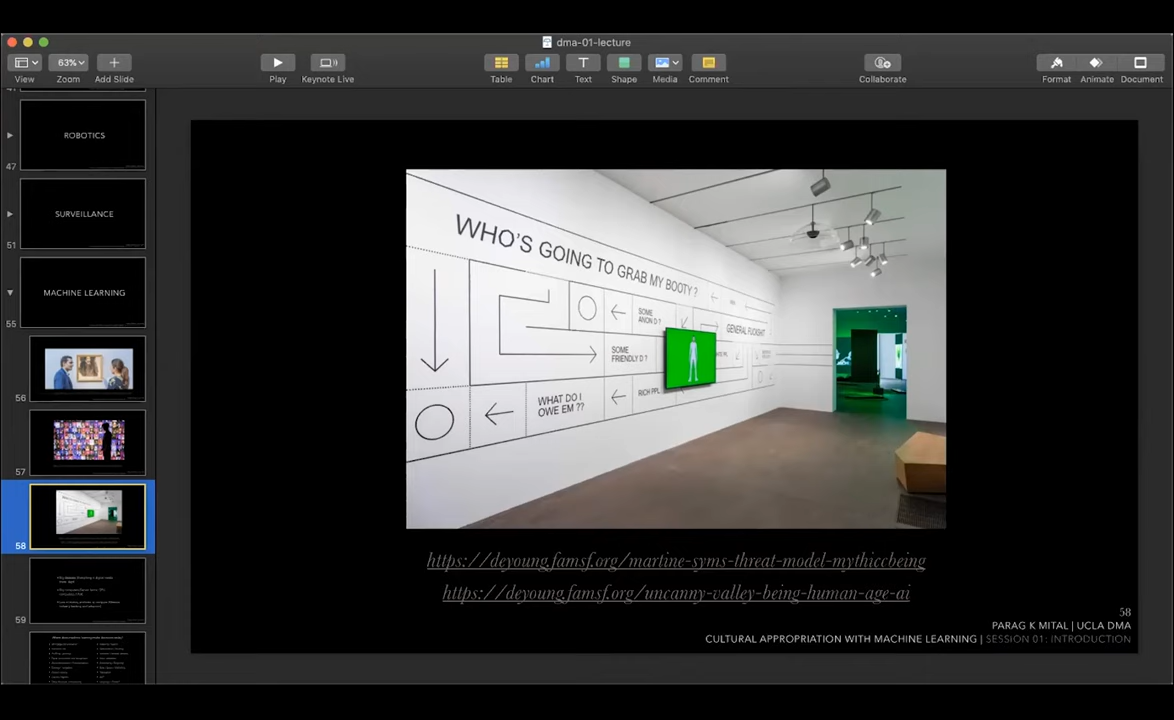 dma-01-lecture
View
63%
Zoom
Add Slide
Play
Keynote Live
Table
Chart
Text
Shape
Media
Comment
Collaborate
Format
Animate
Document
ROBOTICS
47
SURVEILLANCE
51
MACHINE LEARNING
55
56
57
58
59
WHO'S GOING TO GRAB MY BOOTY ?
SOME
ANON D ?
GENERAL FUCKSHIT
SOME
FRIENDLY D ?
WHAT DO I
OWE EM ??
RICH PPL
https://deyoung.famsf.org/martine-syms-threat-model-mythiccbeing
https://deyoung.famsf.org/uncanny-valley-being-human-age-ai
58
PARAG K MITAL | UCLA DMA
CULTURAL APPROPRIATION WITH MACHINE LEARNING | SESSION 01: INTRODUCTION